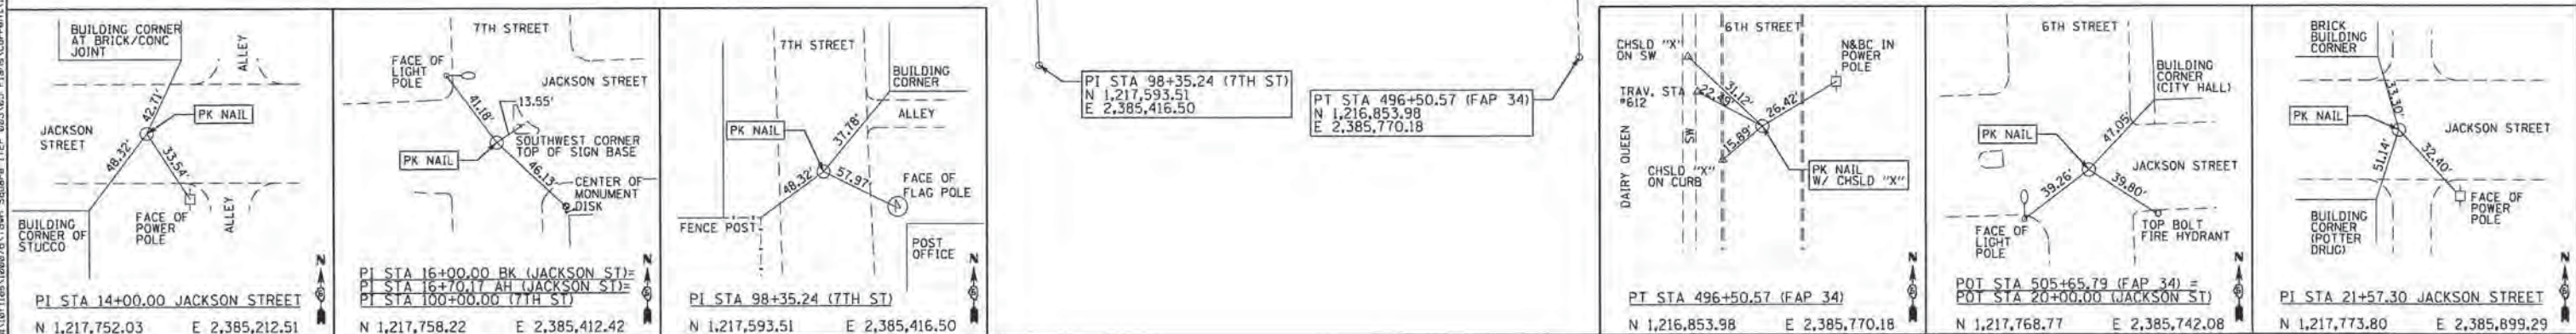 BUILDING CORNER
AT BRICK/CONC
JOINT
ALLEY
42.71'
PK NAIL
JACKSON
STREET
48.32'
33.54'
FACE OF
POWER
POLE
ALLEY
BUILDING
CORNER OF
STUCCO
N
PI STA 14+00.00 JACKSON STREET
N 1,217,752.03 E 2,385,212.51
7TH STREET
FACE OF
LIGHT
POLE
JACKSON STREET
41.18'
13.55'
SOUTHWEST CORNER
TOP OF SIGN BASE
PK NAIL
46.13'
CENTER OF
MONUMENT
DISK
N
PI STA 16+00.00 BK (JACKSON ST)=
PI STA 16+70.17 AH (JACKSON ST)=
PI STA 100+00.00 (7TH ST)
N 1,217,758.22 E 2,385,412.42
7TH STREET
BUILDING
CORNER
ALLEY
PK NAIL
37.78'
48.32'
57.97'
FACE OF
FLAG POLE
FENCE POST
POST
OFFICE
N
PI STA 98+35.24 (7TH ST)
N 1,217,593.51 E 2,385,416.50
PI STA 98+35.24 (7TH ST)
N 1,217,593.51
E 2,385,416.50
PT STA 496+50.57 (FAP 34)
N 1,216,853.98
E 2,385,770.18
6TH STREET
CHSLD "X"
ON SW
N&BC IN
POWER
POLE
TRAV. STA
#612
31.12'
22.49'
26.42'
15.89'
SW
DAIRY QUEEN
CHSLD "X"
ON CURB
PK NAIL
W/ CHSLD "X"
N
PT STA 496+50.57 (FAP 34)
N 1,216,853.98 E 2,385,770.18
6TH STREET
BUILDING
CORNER
(CITY HALL)
PK NAIL
47.05'
JACKSON STREET
39.26'
39.80'
FACE OF
LIGHT
POLE
TOP BOLT
FIRE HYDRANT
N
POT STA 505+65.79 (FAP 34) =
POT STA 20+00.00 (JACKSON ST)
N 1,217,768.77 E 2,385,742.08
BRICK
BUILDING
CORNER
33.30'
PK NAIL
JACKSON STREET
51.14'
32.40'
FACE OF
POWER
POLE
BUILDING
CORNER
(POTTER
DRUG)
N
PI STA 21+57.30 JACKSON STREET
N 1,217,773.80 E 2,385,899.29